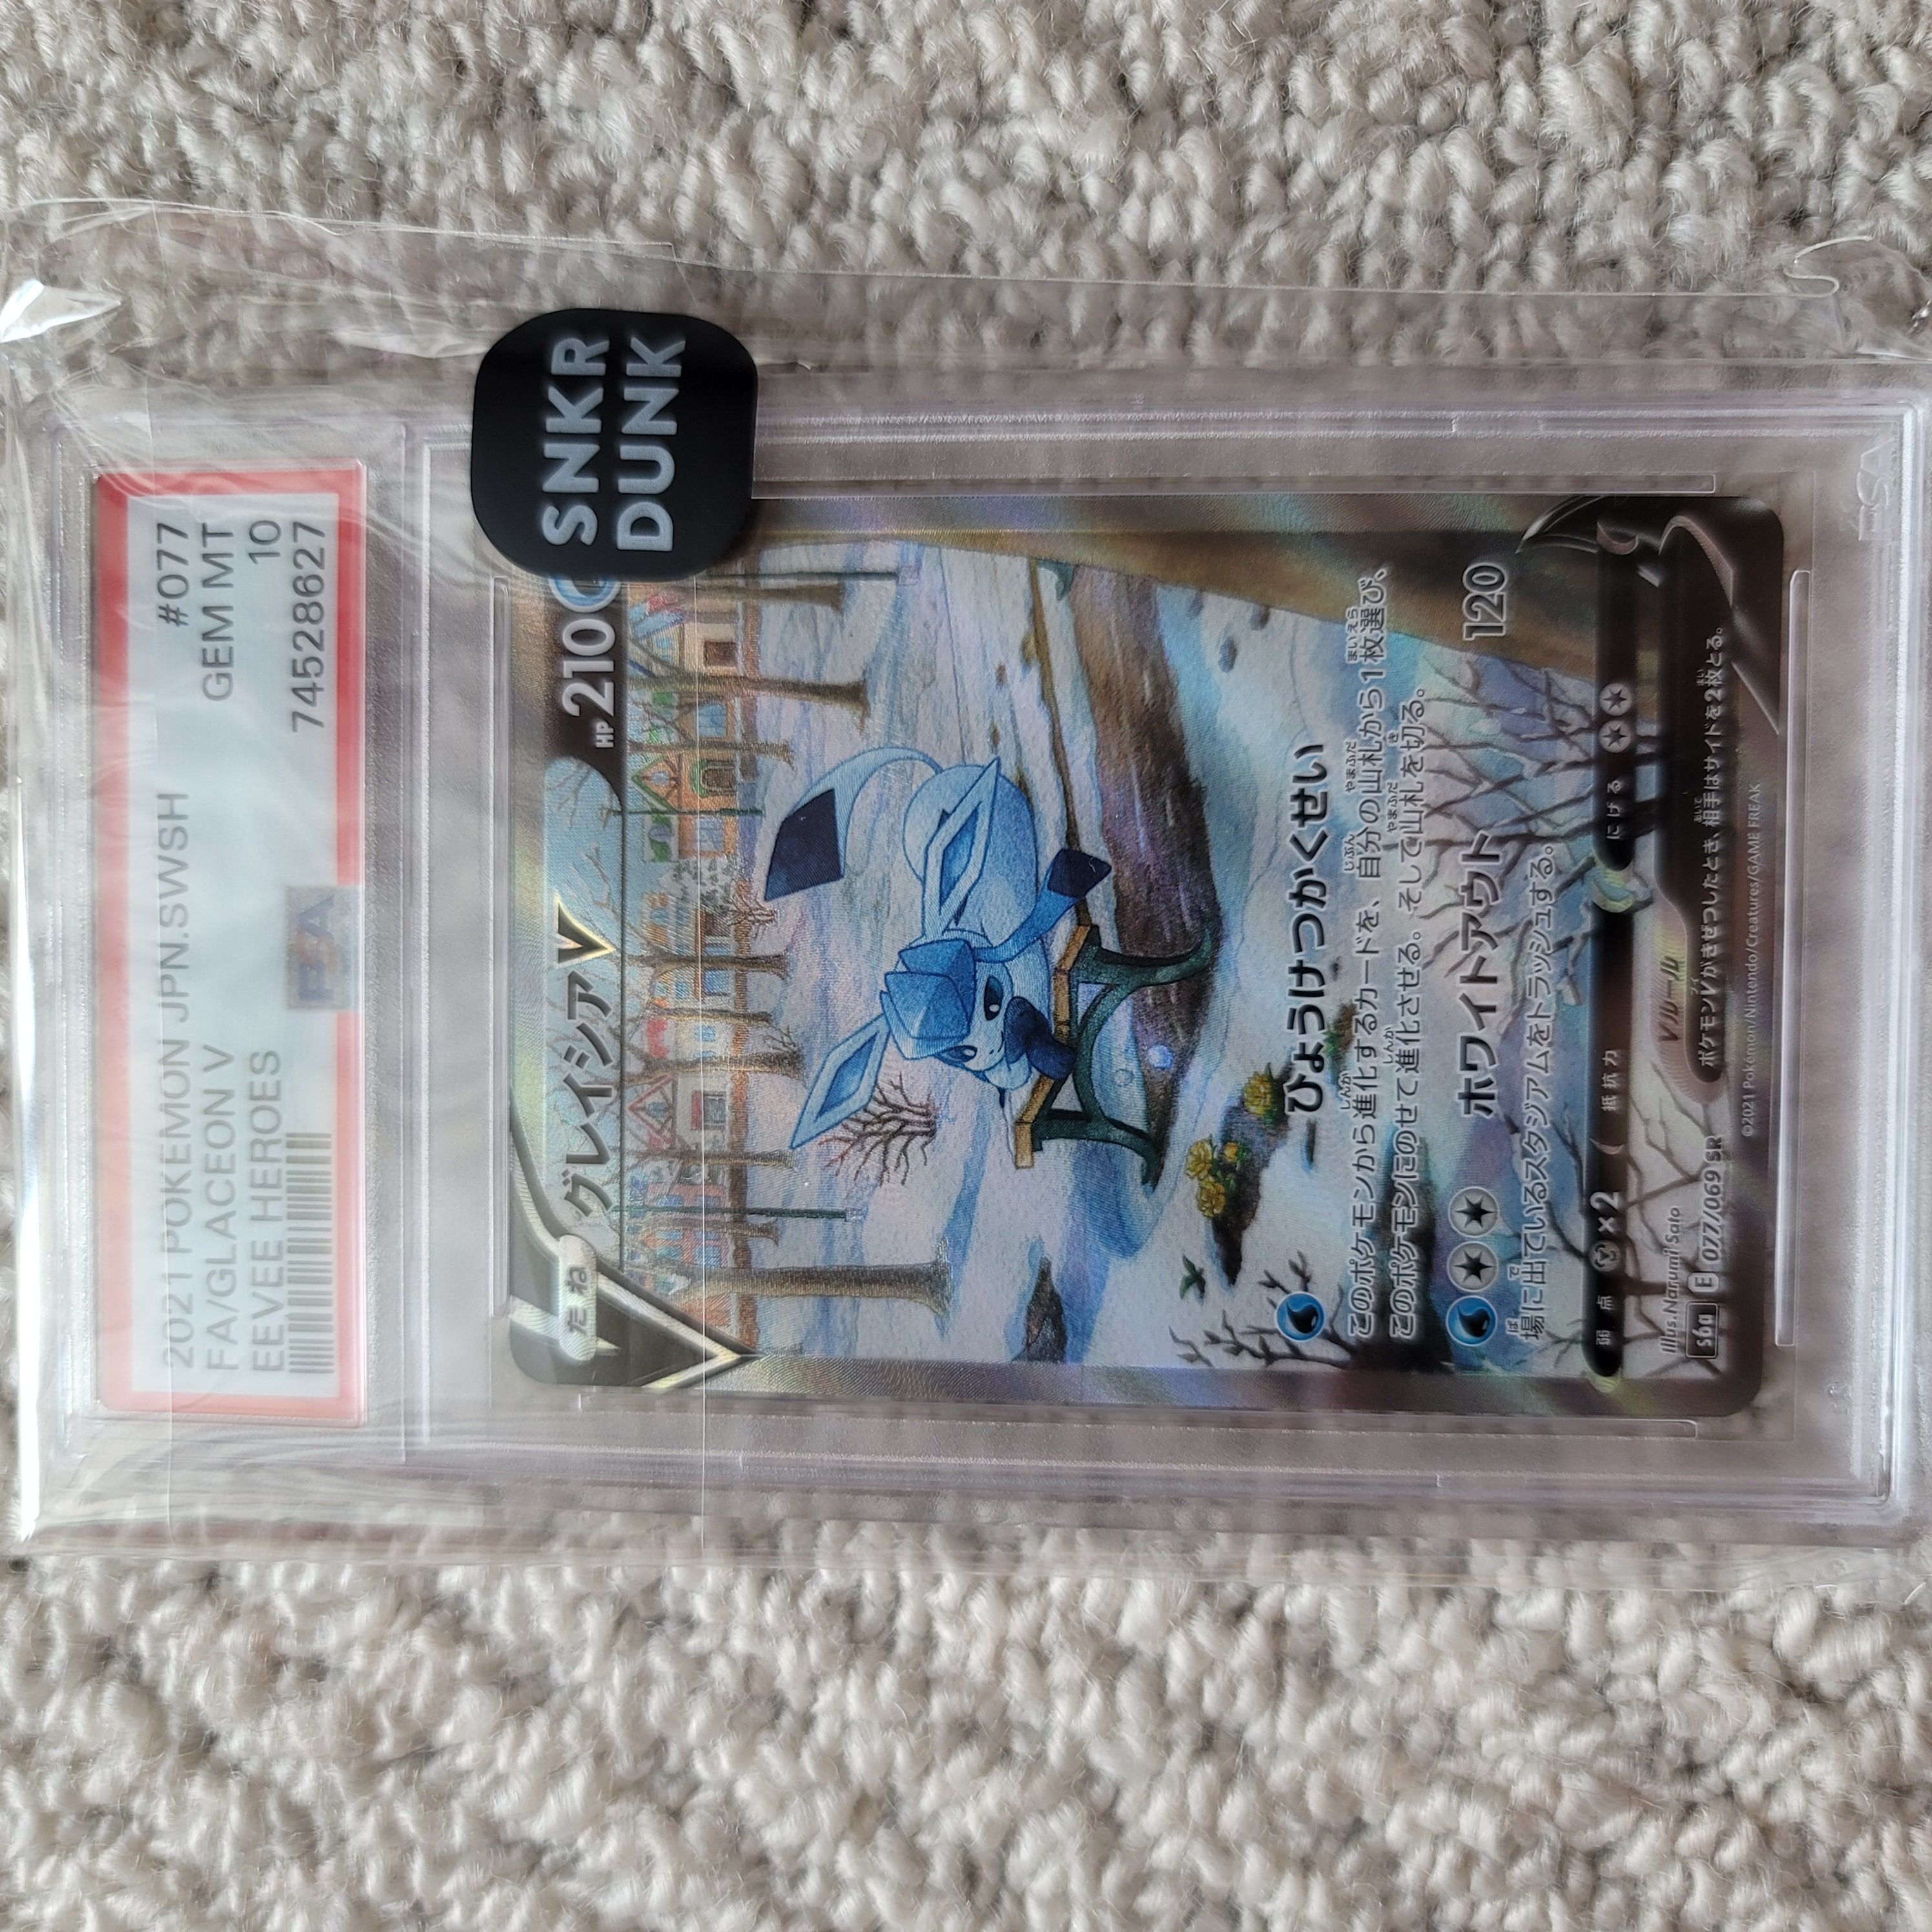 2021 POKEMON JPN.SWSH #077
FA/GLACEON V GEM MT
EEVEE HEROES 10
74528627
PSA
SNKR
DUNK
たね
グレイシアV
HP 210
ひょうけつかくせい
このポケモンから進化するカードを、自分の山札から1枚選び、
このポケモンにのせて進化させる。そして山札を切る。
ホワイトアウト 120
場に出ているスタジアムをトラッシュする。
弱点 ×2 抵抗力 にげる
Illus. Narumi Sato
Vルール
s6a E 077/069 SR
ポケモンVがきぜつしたとき、相手はサイドを2枚とる。
©2021 Pokémon/Nintendo/Creatures/GAME FREAK
PSA